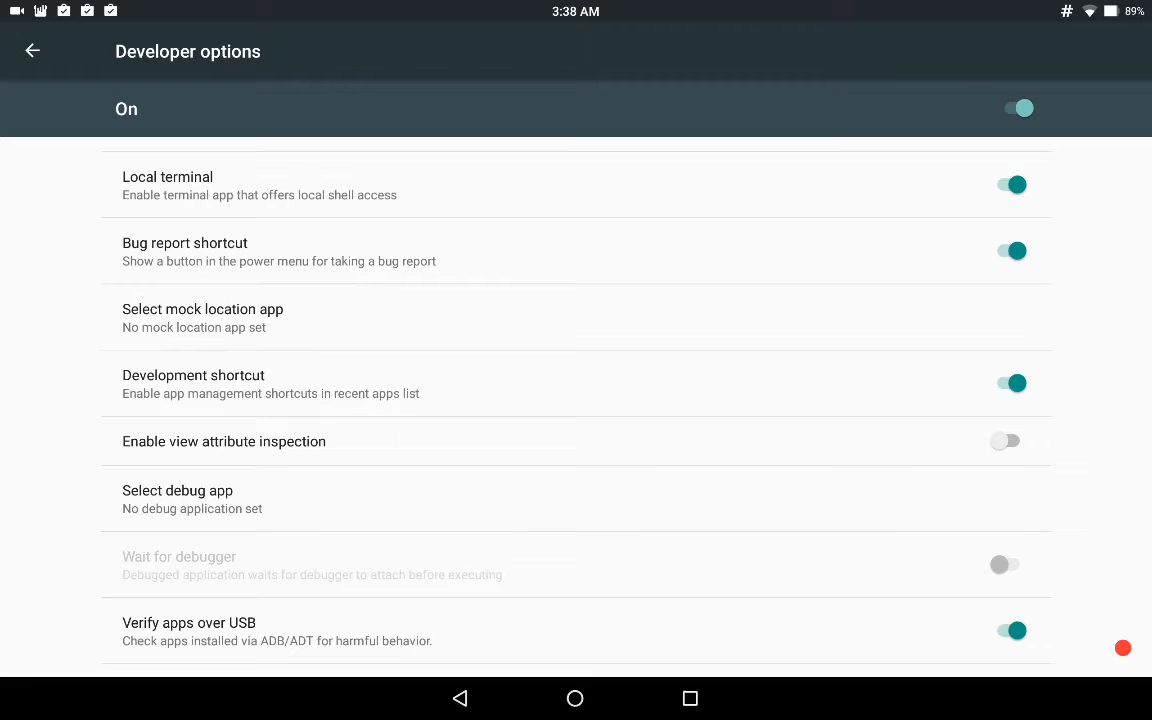 3:38 AM
#
89%
Developer options
On
Local terminal
Enable terminal app that offers local shell access
Bug report shortcut
Show a button in the power menu for taking a bug report
Select mock location app
No mock location app set
Development shortcut
Enable app management shortcuts in recent apps list
Enable view attribute inspection
Select debug app
No debug application set
Wait for debugger
Debugged application waits for debugger to attach before executing
Verify apps over USB
Check apps installed via ADB/ADT for harmful behavior.